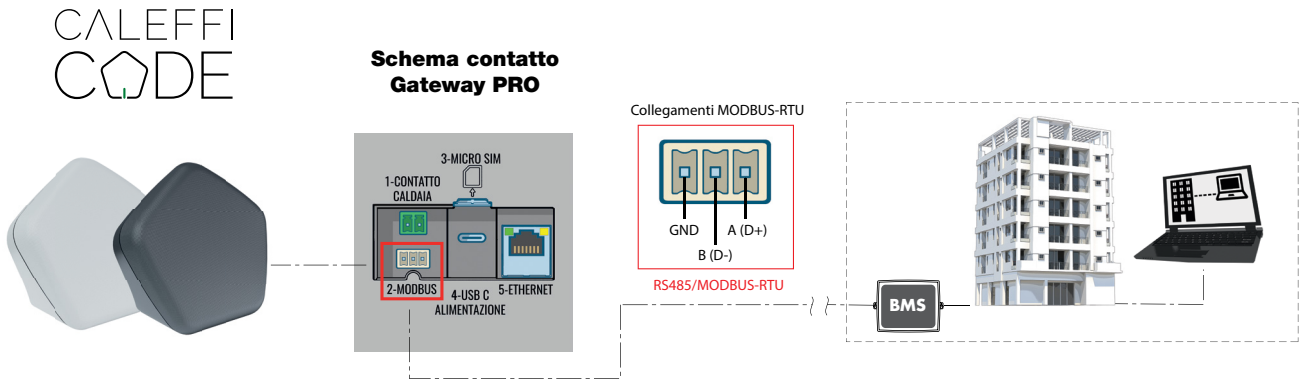 CALEFFI
CODE
Schema contatto
Gateway PRO
3-MICRO SIM
1-CONTATTO
CALDAIA
2-MODBUS
4-USB C
ALIMENTAZIONE
5-ETHERNET
Collegamenti MODBUS-RTU
GND
A (D+)
B (D-)
RS485/MODBUS-RTU
BMS